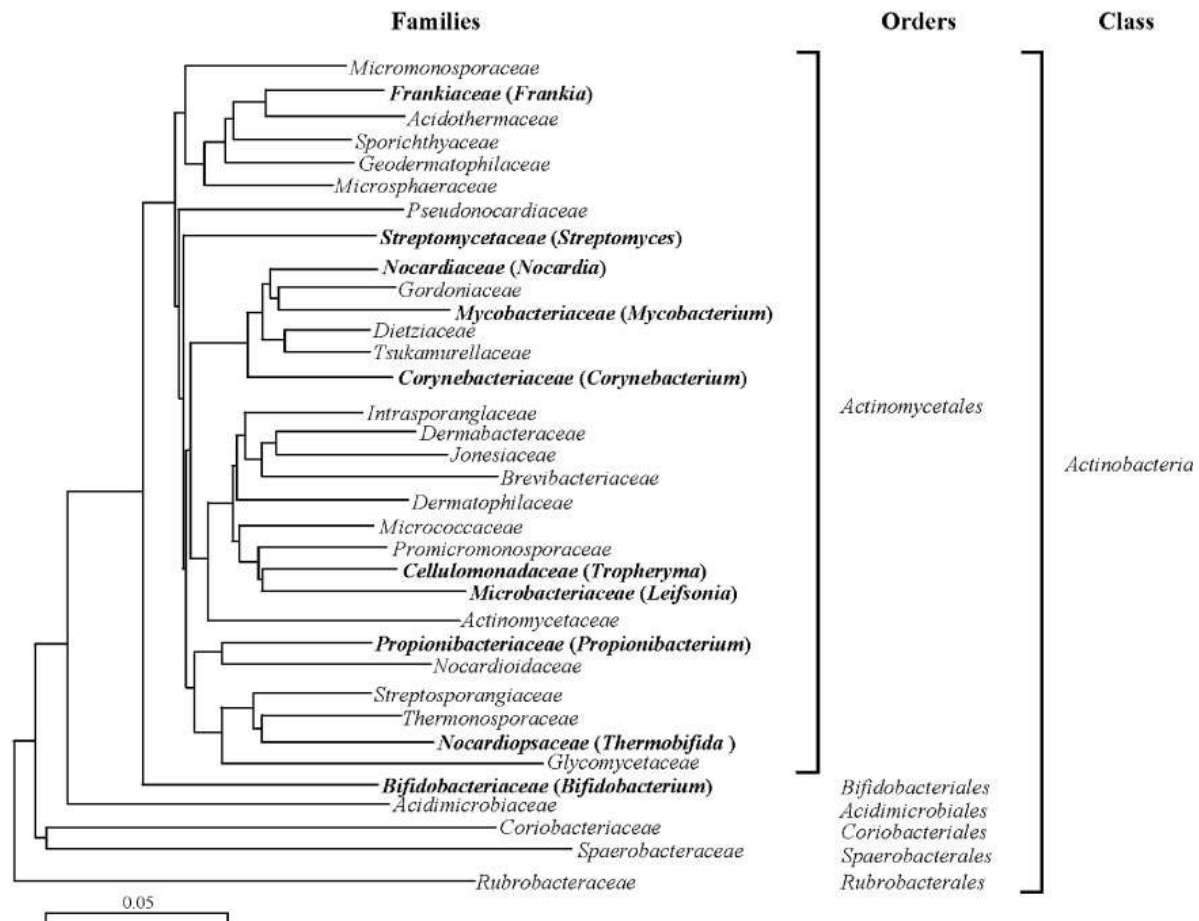 Families Orders Class
Micromonosporaceae
Frankiaceae (Frankia)
Acidothermaceae
Sporichthyaceae
Geodermatophilaceae
Microsphaeraceae
Pseudonocardiaceae
Streptomycetaceae (Streptomyces)
Nocardiaceae (Nocardia)
Gordoniaceae
Mycobacteriaceae (Mycobacterium)
Dietziaceae
Tsukamurellaceae
Corynebacteriaceae (Corynebacterium)
Actinomycetales
Intrasporanglaceae
Dermabacteraceae
Jonesiaceae
Actinobacteria
Brevibacteriaceae
Dermatophilaceae
Micrococcaceae
Promicromonosporaceae
Cellulomonadaceae (Tropheryma)
Microbacteriaceae (Leifsonia)
Actinomycetaceae
Propionibacteriaceae (Propionibacterium)
Nocardioidaceae
Streptosporangiaceae
Thermonosporaceae
Nocardiopsaceae (Thermobifida )
Glycomycetaceae
Bifidobacteriaceae (Bifidobacterium) Bifidobacteriales
Acidimicrobiaceae Acidimicrobiales
Coriobacteriaceae Coriobacteriales
Spaerobacteraceae Spaerobacterales
Rubrobacteraceae Rubrobacterales
0.05